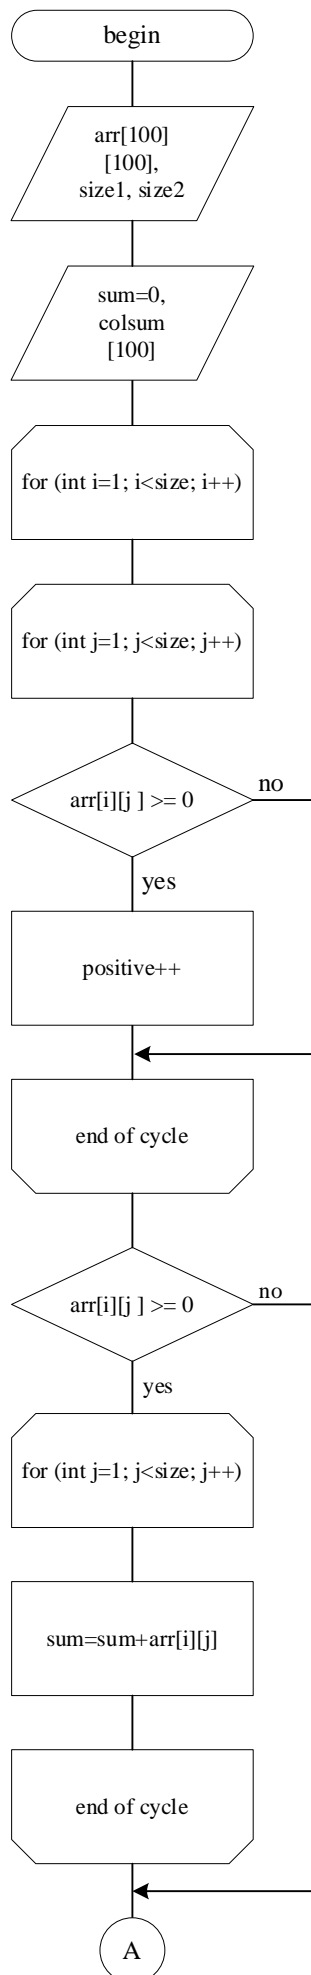 begin
arr[100]
[100],
size1, size2
sum=0,
colsum
[100]
for (int i=1; i<size; i++)
for (int j=1; j<size; j++)
arr[i][j ] >= 0
no
yes
positive++
end of cycle
arr[i][j ] >= 0
no
yes
for (int j=1; j<size; j++)
sum=sum+arr[i][j]
end of cycle
A